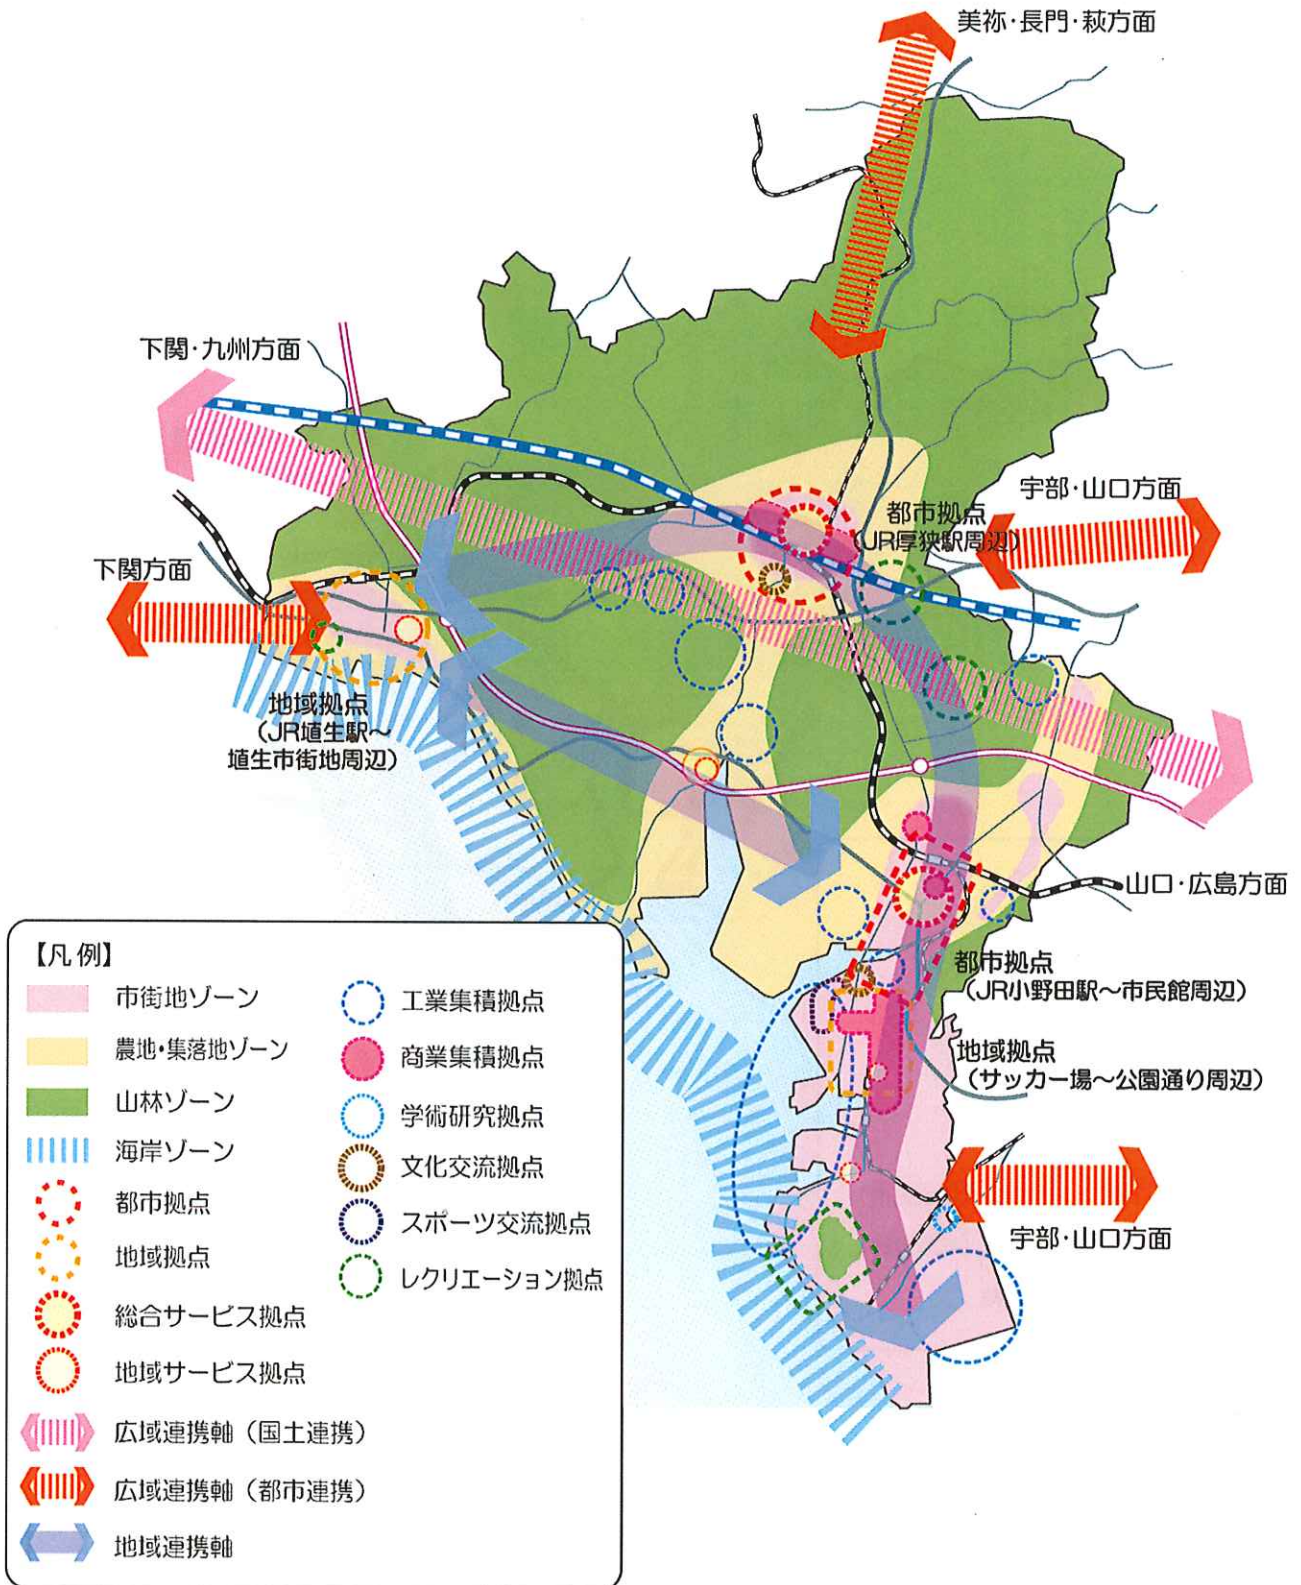 美祢・長門・萩方面
下関・九州方面
宇部・山口方面
都市拠点
(JR厚狭駅周辺)
下関方面
地域拠点
(JR埴生駅~
埴生市街地周辺)
山口・広島方面
都市拠点
(JR小野田駅~市民館周辺)
地域拠点
(サッカー場~公園通り周辺)
宇部・山口方面
【凡例】
市街地ゾーン
農地・集落地ゾーン
山林ゾーン
海岸ゾーン
都市拠点
地域拠点
総合サービス拠点
地域サービス拠点
広域連携軸(国土連携)
広域連携軸(都市連携)
地域連携軸
工業集積拠点
商業集積拠点
学術研究拠点
文化交流拠点
スポーツ交流拠点
レクリエーション拠点